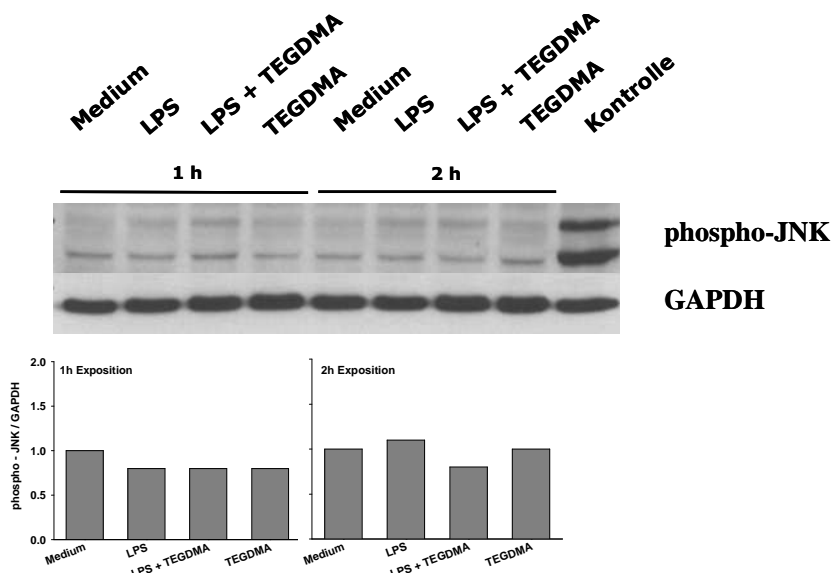 Medium
LPS
LPS + TEGDMA
TEGDMA
Medium
LPS
LPS + TEGDMA
TEGDMA
Kontrolle
1 h
2 h
phospho-JNK
GAPDH
phospho - JNK / GAPDH
2.0
1.5
1.0
0.5
0.0
1h Exposition
Medium
LPS
LPS + TEGDMA
TEGDMA
2h Exposition
Medium
LPS
LPS + TEGDMA
TEGDMA